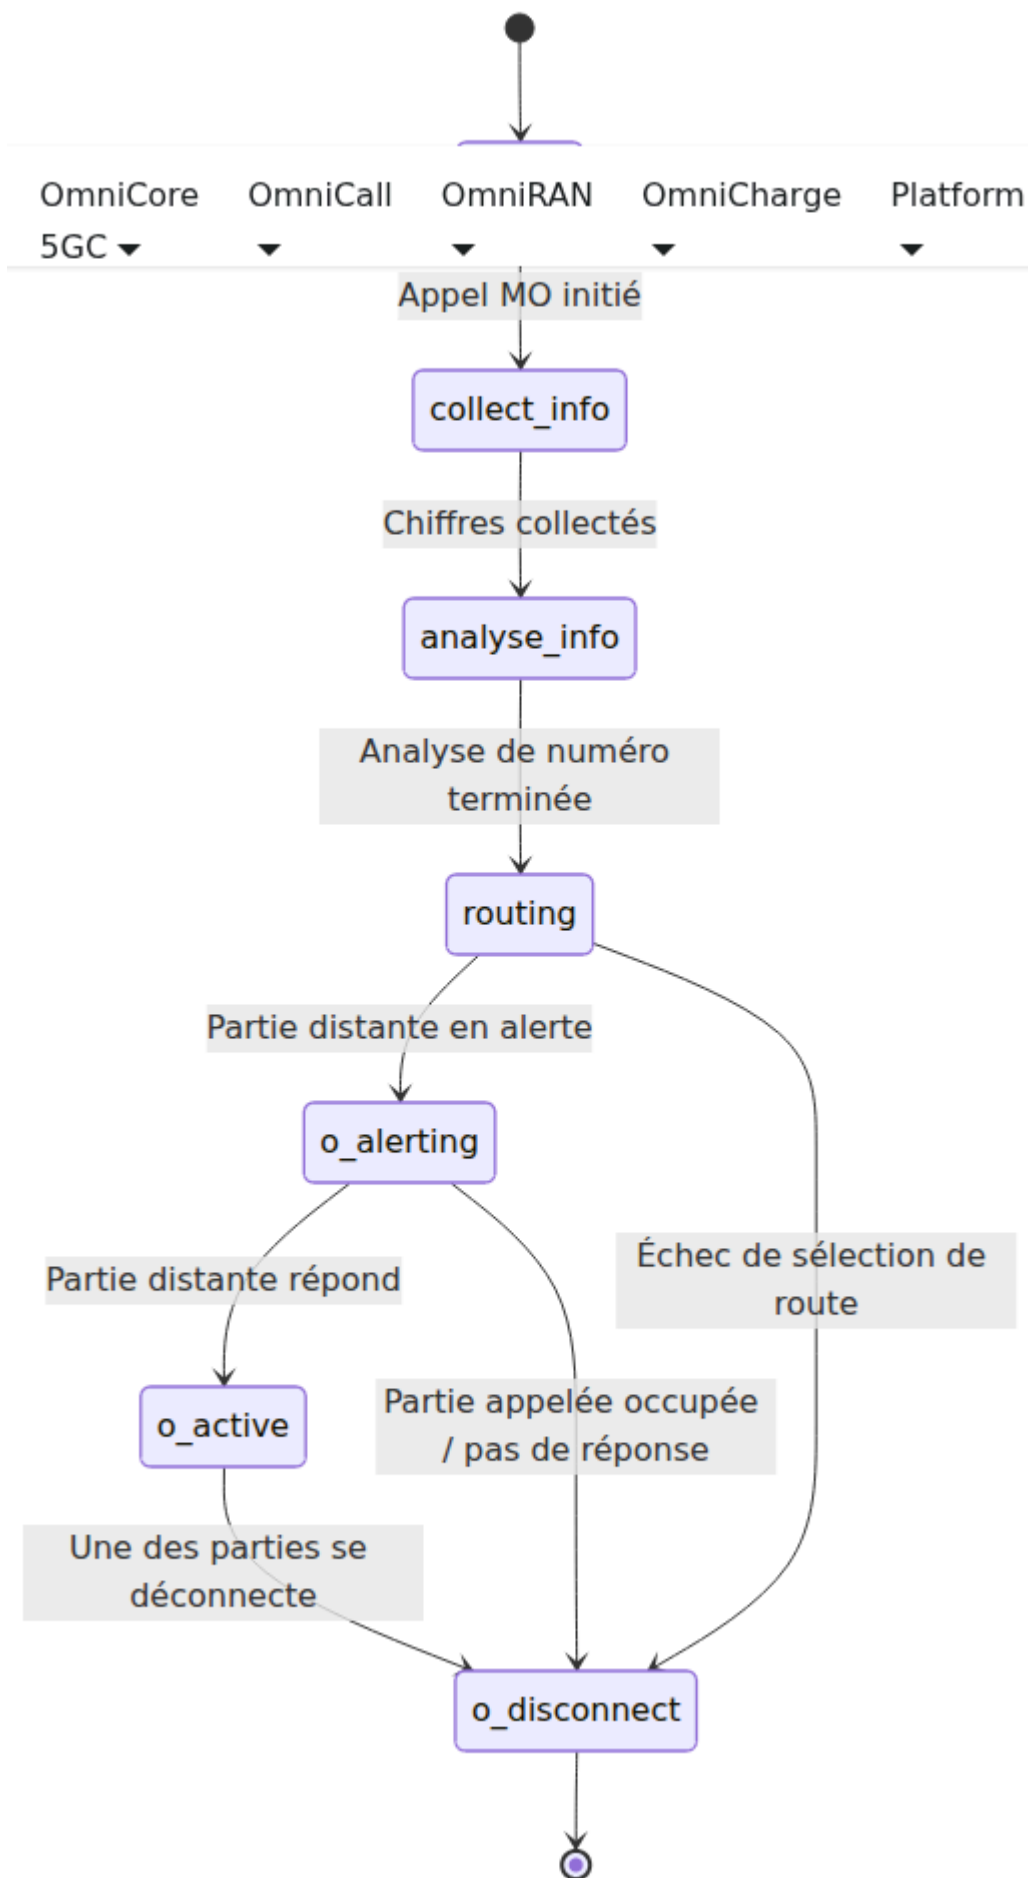 OmniCore OmniCall OmniRAN OmniCharge Platform
5GC
Appel MO initié
collect_info
Chiffres collectés
analyse_info
Analyse de numéro
terminée
routing
Partie distante en alerte
o_alerting
Échec de sélection de
route
Partie distante répond
Partie appelée occupée
/ pas de réponse
o_active
Une des parties se
déconnecte
o_disconnect